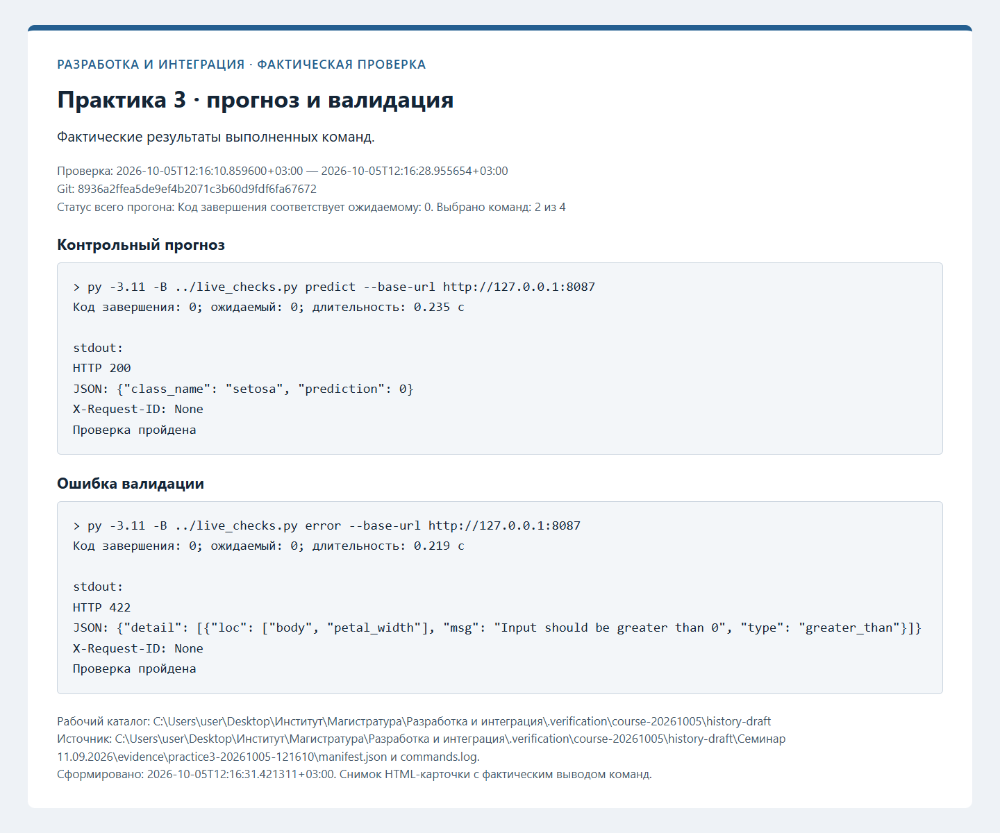 РАЗРАБОТКА И ИНТЕГРАЦИЯ · ФАКТИЧЕСКАЯ ПРОВЕРКА
Практика 3 · прогноз и валидация
Фактические результаты выполненных команд.
Проверка: 2026-10-05T12:16:10.859600+03:00 — 2026-10-05T12:16:28.955654+03:00
Git: 8936a2ffea5de9ef4b2071c3b60d9fdf6fa67672
Статус всего прогона: Код завершения соответствует ожидаемому: 0. Выбрано команд: 2 из 4
Контрольный прогноз
> py -3.11 -B ../live_checks.py predict --base-url http://127.0.0.1:8087
Код завершения: 0; ожидаемый: 0; длительность: 0.235 с
stdout:
HTTP 200
JSON: {"class_name": "setosa", "prediction": 0}
X-Request-ID: None
Проверка пройдена
Ошибка валидации
> py -3.11 -B ../live_checks.py error --base-url http://127.0.0.1:8087
Код завершения: 0; ожидаемый: 0; длительность: 0.219 с
stdout:
HTTP 422
JSON: {"detail": [{"loc": ["body", "petal_width"], "msg": "Input should be greater than 0", "type": "greater_than"}]}
X-Request-ID: None
Проверка пройдена
Рабочий каталог: C:\Users\user\Desktop\Институт\Магистратура\Разработка и интеграция\.verification\course-20261005\history-draft
Источник: C:\Users\user\Desktop\Институт\Магистратура\Разработка и интеграция\.verification\course-20261005\history-draft\Семинар
11.09.2026\evidence\practice3-20261005-121610\manifest.json и commands.log.
Сформировано: 2026-10-05T12:16:31.421311+03:00. Снимок HTML-карточки с фактическим выводом команд.